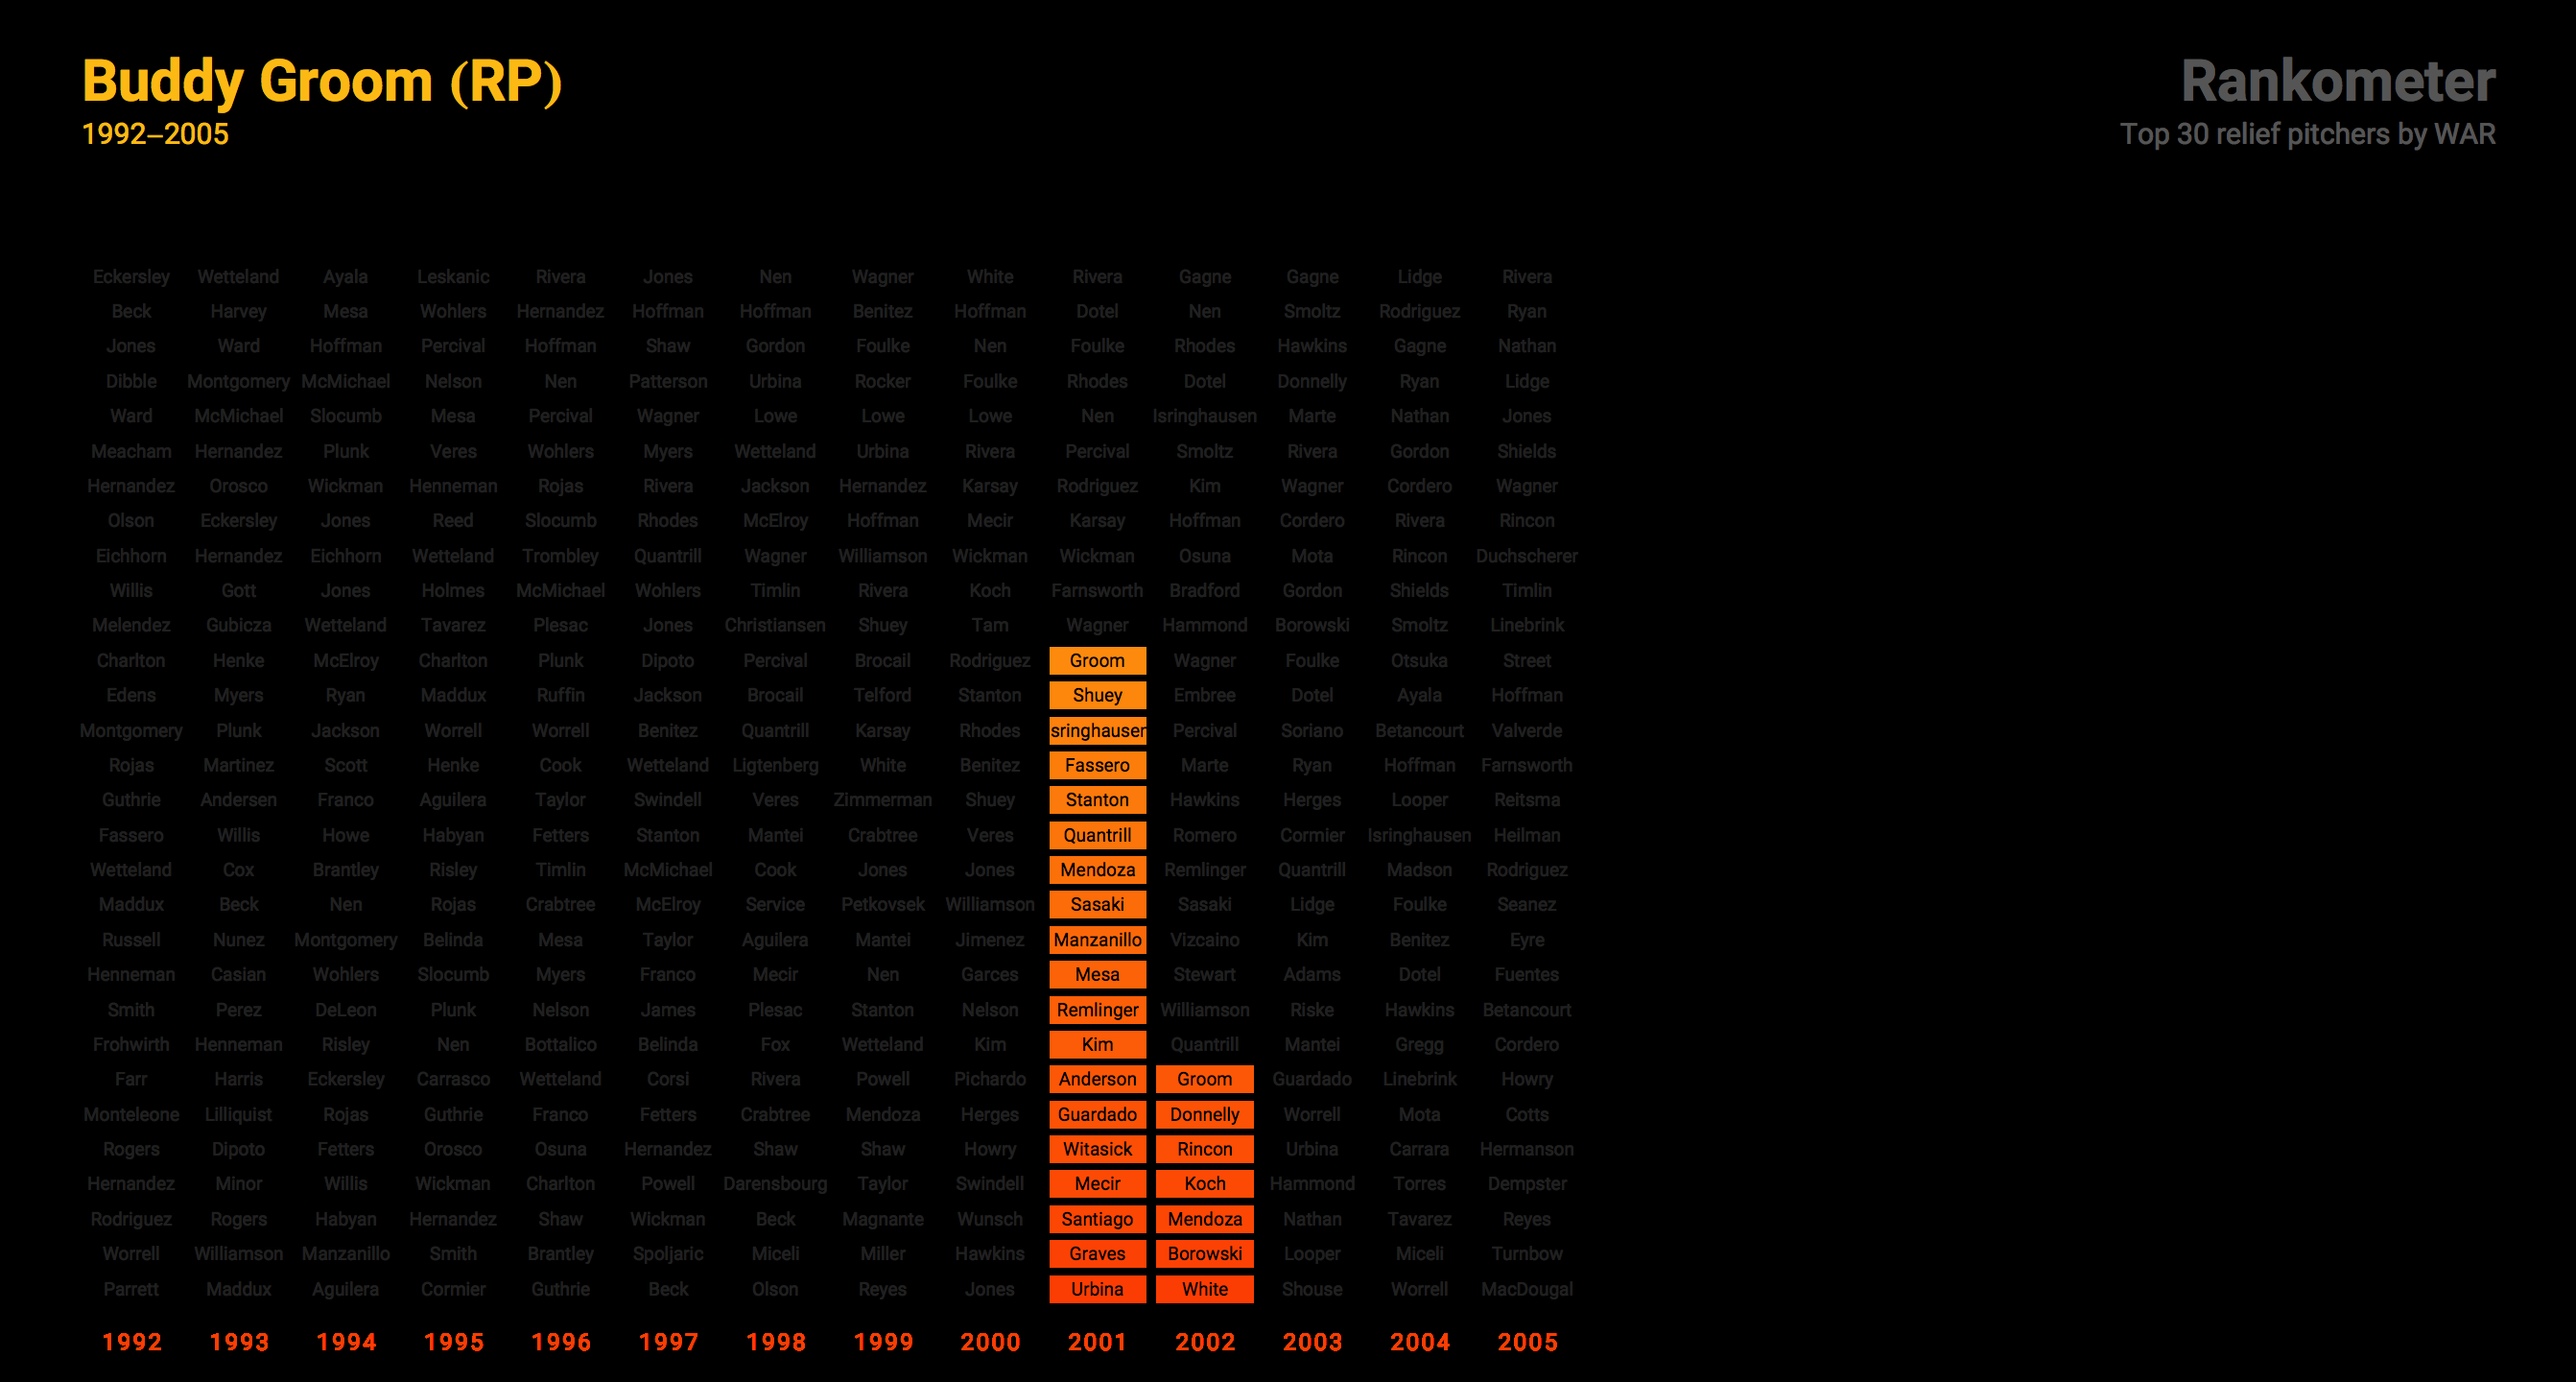 Buddy Groom (RP)
1992–2005
Rankometer
Top 30 relief pitchers by WAR
Eckersley Wetteland Ayala Leskanic Rivera Jones Nen Wagner White Rivera Gagne Gagne Lidge Rivera
Beck Harvey Mesa Wohlers Hernandez Hoffman Hoffman Benitez Hoffman Dotel Nen Smoltz Rodriguez Ryan
Jones Ward Hoffman Percival Hoffman Shaw Gordon Foulke Nen Foulke Rhodes Hawkins Gagne Nathan
Dibble Montgomery McMichael Nelson Nen Patterson Urbina Rocker Foulke Rhodes Dotel Donnelly Ryan Lidge
Ward McMichael Slocumb Mesa Percival Wagner Lowe Lowe Lowe Nen Isringhausen Marte Nathan Jones
Meacham Hernandez Plunk Veres Wohlers Myers Wetteland Urbina Rivera Percival Smoltz Rivera Gordon Shields
Hernandez Orosco Wickman Henneman Rojas Rivera Jackson Hernandez Karsay Rodriguez Kim Wagner Cordero Wagner
Olson Eckersley Jones Reed Slocumb Rhodes McElroy Hoffman Mecir Karsay Hoffman Cordero Rivera Rincon
Eichhorn Hernandez Eichhorn Wetteland Trombley Quantrill Wagner Williamson Wickman Wickman Osuna Mota Rincon Duchscherer
Willis Gott Jones Holmes McMichael Wohlers Timlin Rivera Koch Farnsworth Bradford Gordon Shields Timlin
Melendez Gubicza Wetteland Tavarez Plesac Jones Christiansen Shuey Tam Wagner Hammond Borowski Smoltz Linebrink
Charlton Henke McElroy Charlton Plunk Dipoto Percival Brocail Rodriguez Groom Wagner Foulke Otsuka Street
Edens Myers Ryan Maddux Ruffin Jackson Brocail Telford Stanton Shuey Embree Dotel Ayala Hoffman
Montgomery Plunk Jackson Worrell Worrell Benitez Quantrill Karsay Rhodes sringhauser Percival Soriano Betancourt Valverde
Rojas Martinez Scott Henke Cook Wetteland Ligtenberg White Benitez Fassero Marte Ryan Hoffman Farnsworth
Guthrie Andersen Franco Aguilera Taylor Swindell Veres Zimmerman Shuey Stanton Hawkins Herges Looper Reitsma
Fassero Willis Howe Habyan Fetters Stanton Mantei Crabtree Veres Quantrill Romero Cormier Isringhausen Heilman
Wetteland Cox Brantley Risley Timlin McMichael Cook Jones Jones Mendoza Remlinger Quantrill Madson Rodriguez
Maddux Beck Nen Rojas Crabtree McElroy Service Petkovsek Williamson Sasaki Sasaki Lidge Foulke Seanez
Russell Nunez Montgomery Belinda Mesa Taylor Aguilera Mantei Jimenez Manzanillo Vizcaino Kim Benitez Eyre
Henneman Casian Wohlers Slocumb Myers Franco Mecir Nen Garces Mesa Stewart Adams Dotel Fuentes
Smith Perez DeLeon Plunk Nelson James Plesac Stanton Nelson Remlinger Williamson Riske Hawkins Betancourt
Frohwirth Henneman Risley Nen Bottalico Belinda Fox Wetteland Kim Kim Quantrill Mantei Gregg Cordero
Farr Harris Eckersley Carrasco Wetteland Corsi Rivera Powell Pichardo Anderson Groom Guardado Linebrink Howry
Monteleone Lilliquist Rojas Guthrie Franco Fetters Crabtree Mendoza Herges Guardado Donnelly Worrell Mota Cotts
Rogers Dipoto Fetters Orosco Osuna Hernandez Shaw Shaw Howry Witasick Rincon Urbina Carrara Hermanson
Hernandez Minor Willis Wickman Charlton Powell Darensbourg Taylor Swindell Mecir Koch Hammond Torres Dempster
Rodriguez Rogers Habyan Hernandez Shaw Wickman Beck Magnante Wunsch Santiago Mendoza Nathan Tavarez Reyes
Worrell Williamson Manzanillo Smith Brantley Spoljaric Miceli Miller Hawkins Graves Borowski Looper Miceli Turnbow
Parrett Maddux Aguilera Cormier Guthrie Beck Olson Reyes Jones Urbina White Shouse Worrell MacDougal
1992 1993 1994 1995 1996 1997 1998 1999 2000 2001 2002 2003 2004 2005